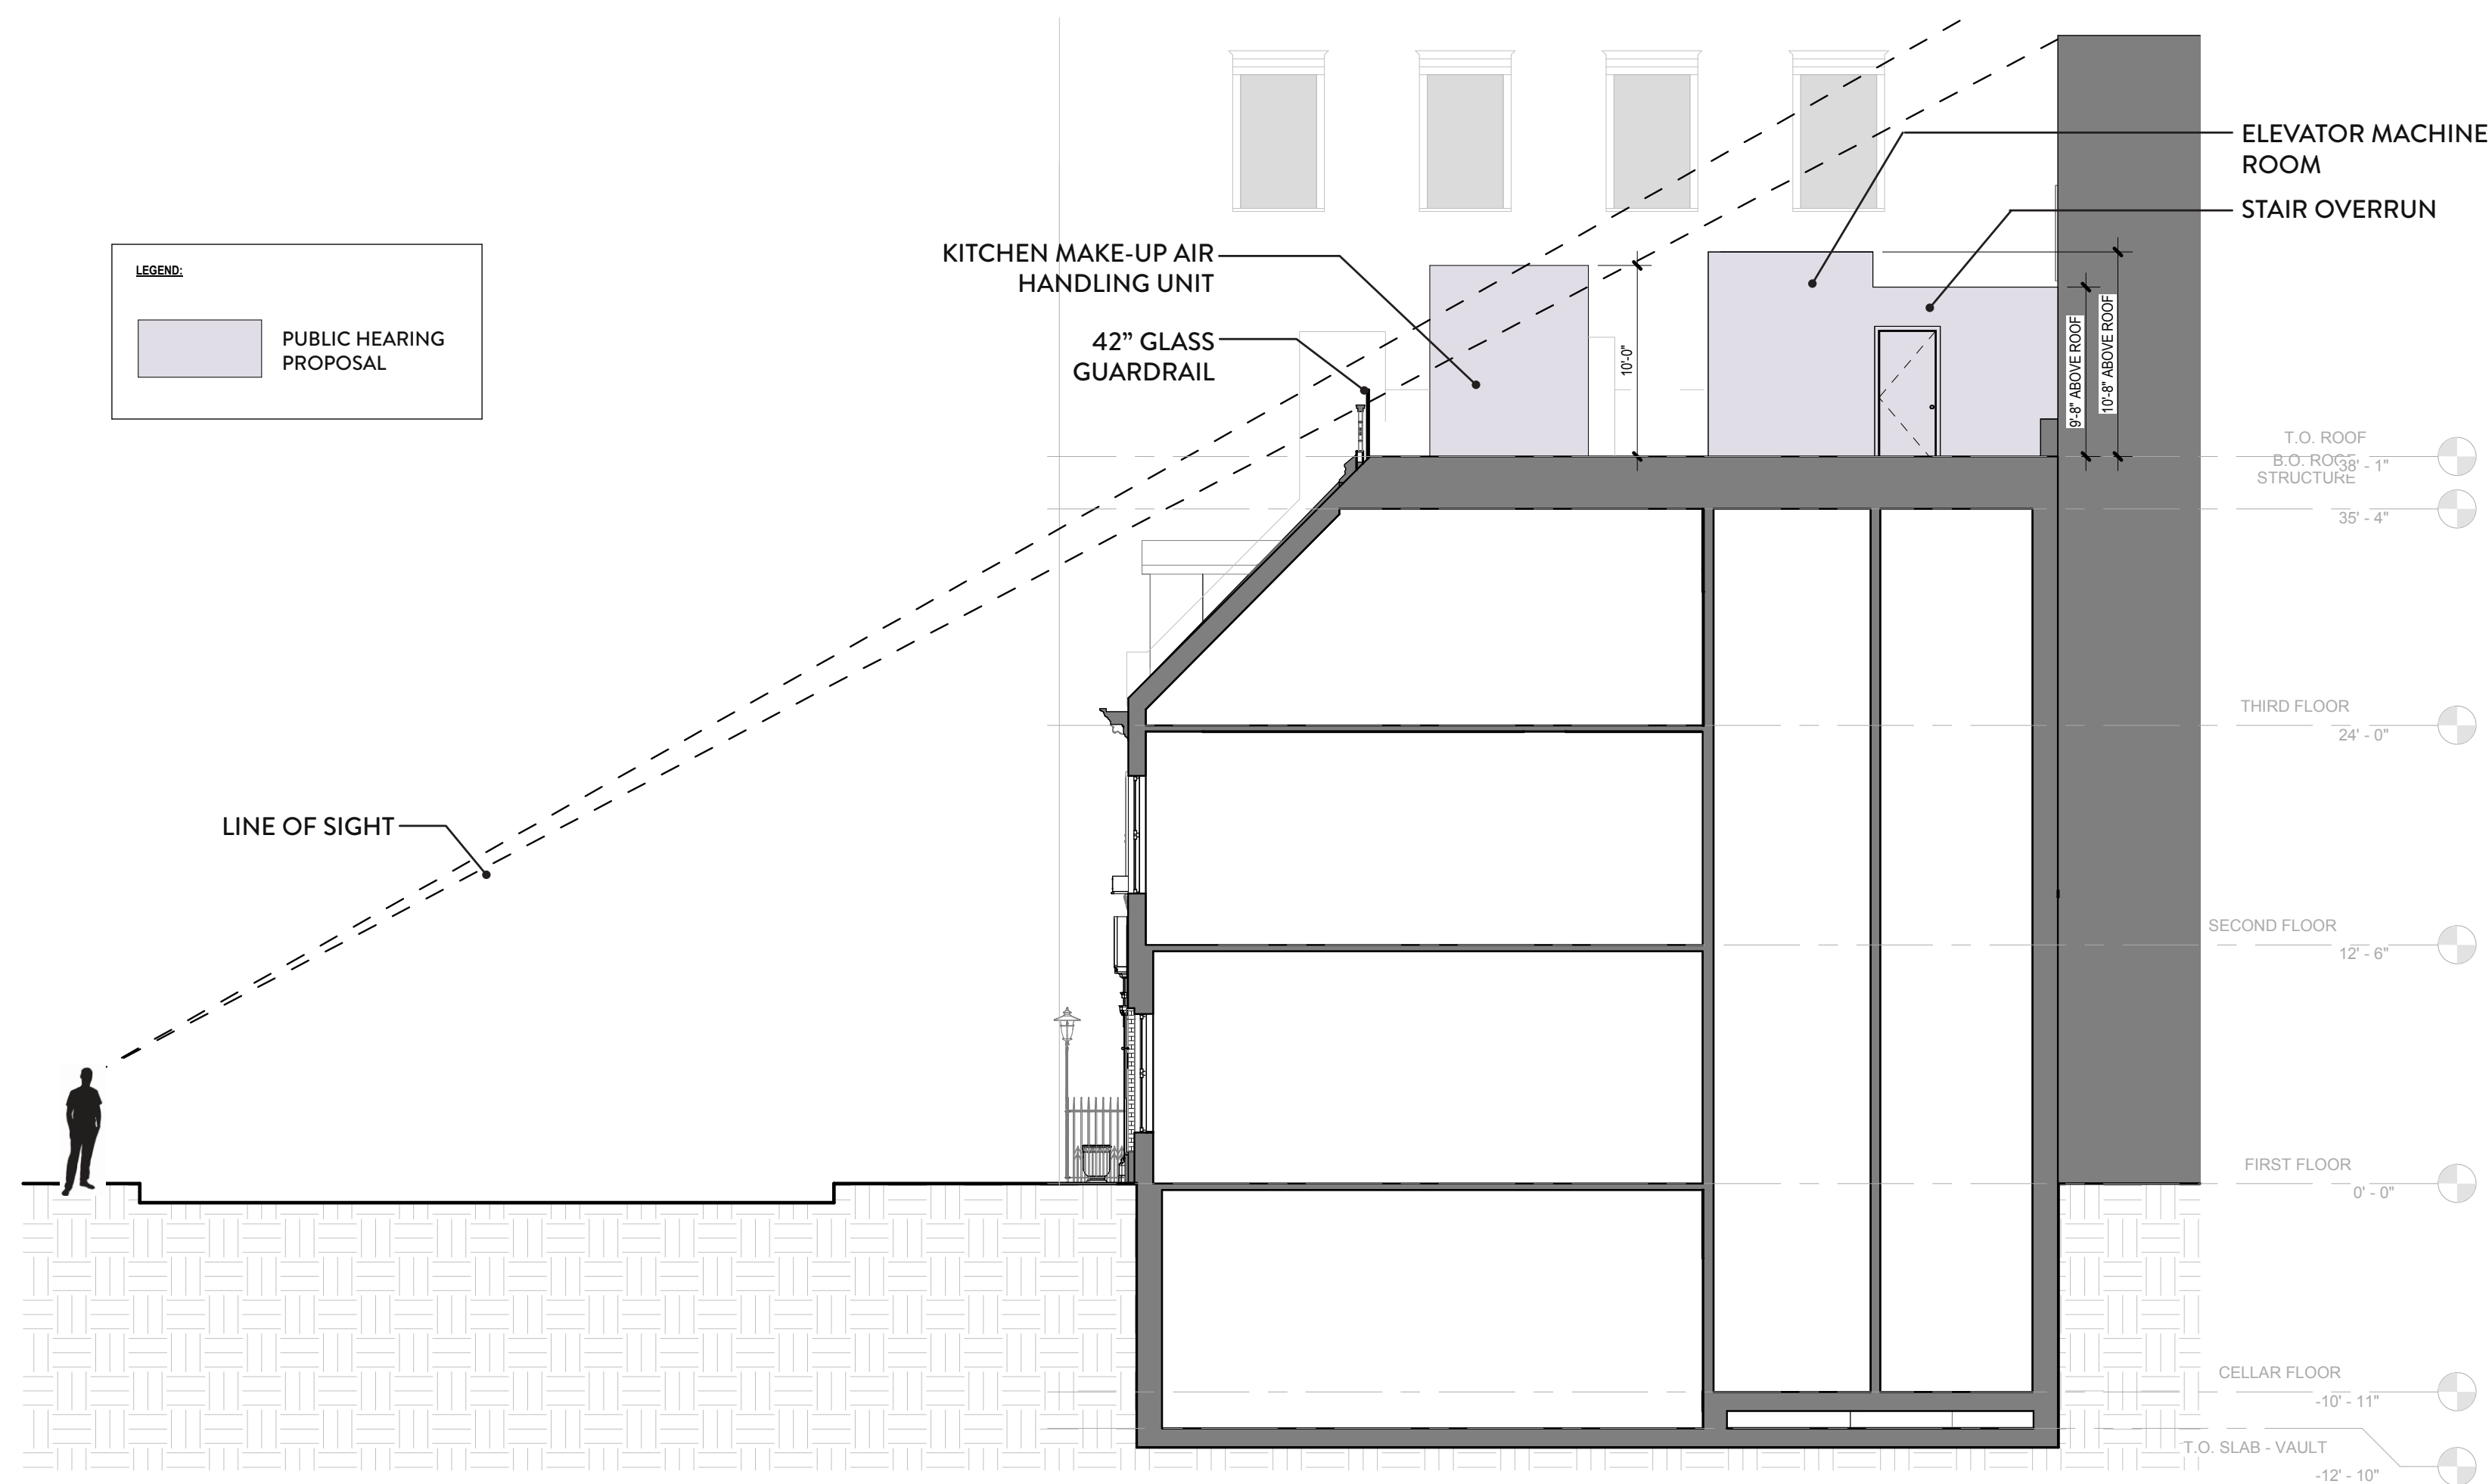 ELEVATOR MACHINE
ROOM
STAIR OVERRUN
KITCHEN MAKE-UP AIR
HANDLING UNIT
42” GLASS
GUARDRAIL
LEGEND:
PUBLIC HEARING
PROPOSAL
10'-0"
9'-8" ABOVE ROOF
10'-8" ABOVE ROOF
T.O. ROOF
38' - 1"
B.O. ROOF
STRUCTURE
35' - 4"
THIRD FLOOR
24' - 0"
LINE OF SIGHT
SECOND FLOOR
12' - 6"
FIRST FLOOR
0' - 0"
CELLAR FLOOR
-10' - 11"
T.O. SLAB - VAULT
-12' - 10"